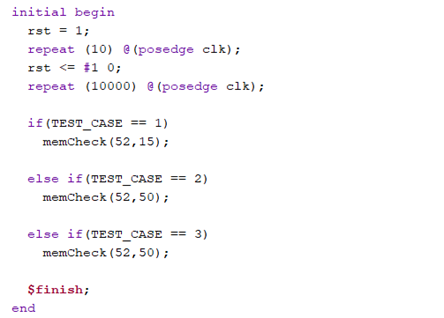 initial begin
rst = 1;
repeat (10) @(posedge clk);
rst <= #1 0;
repeat (10000) @(posedge clk);
if(TEST_CASE == 1)
memCheck(52,15);
else if(TEST_CASE == 2)
memCheck(52,50);
else if(TEST_CASE == 3)
memCheck(52,50);
$finish;
end